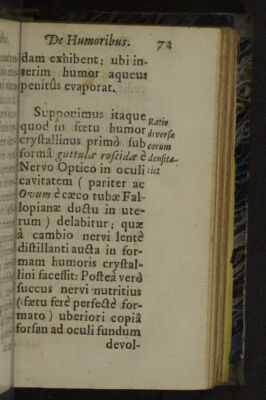 De Humoribus. 72
dam exhibent; ubi in-
terim humor aqueus
penitûs evaporat.
Supponimus itaque
quod in fœtu humor
crystallinus primò sub
formâ guttulæ roscidæ è
Nervo Optico in oculi
cavitatem (pariter ac
Ovum è cæco tubæ Fal-
lopianæ ductu in ute-
rum) delabitur; quæ
à cambio nervi lentè
distillanti aucta in for-
mam humoris crystal-
lini facessit: Posteà verò
succus nervi nutritius
(fœtu ferè perfectè for-
mato) uberiori copiâ
forsan ad oculi fundum
devol-
Ratio
diversæ
eorum
densita-
tis